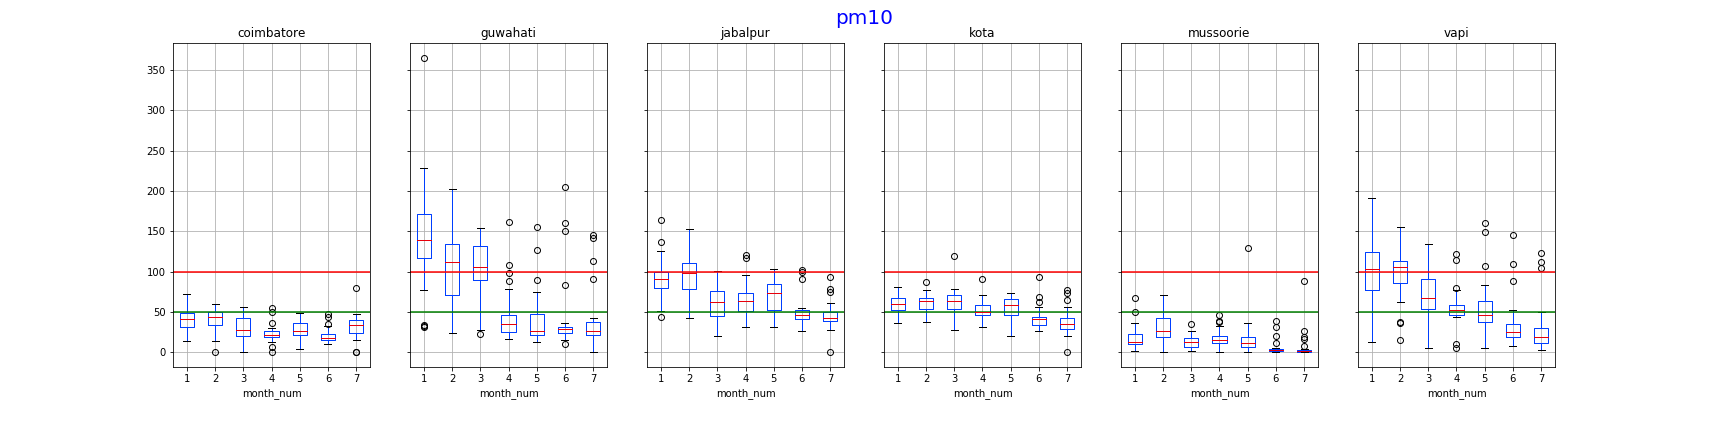 pm10
coimbatore guwahati jabalpur kota mussoorie vapi
350
300
250
200
150
100
50
0
1 2 3 4 5 6 7 1 2 3 4 5 6 7 1 2 3 4 5 6 7 1 2 3 4 5 6 7 1 2 3 4 5 6 7 1 2 3 4 5 6 7
month_num month_num month_num month_num month_num month_num